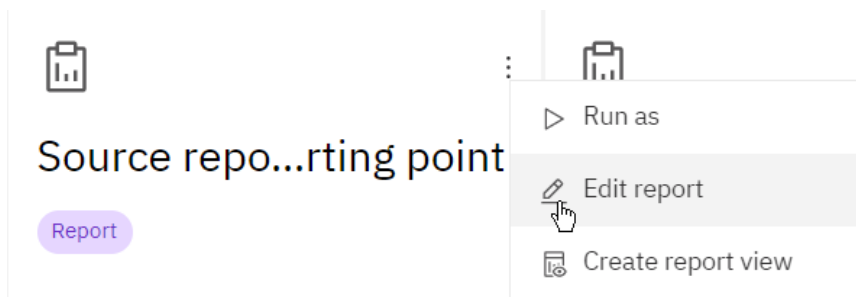 Source repo...rting point
Report
Run as
Edit report
Create report view